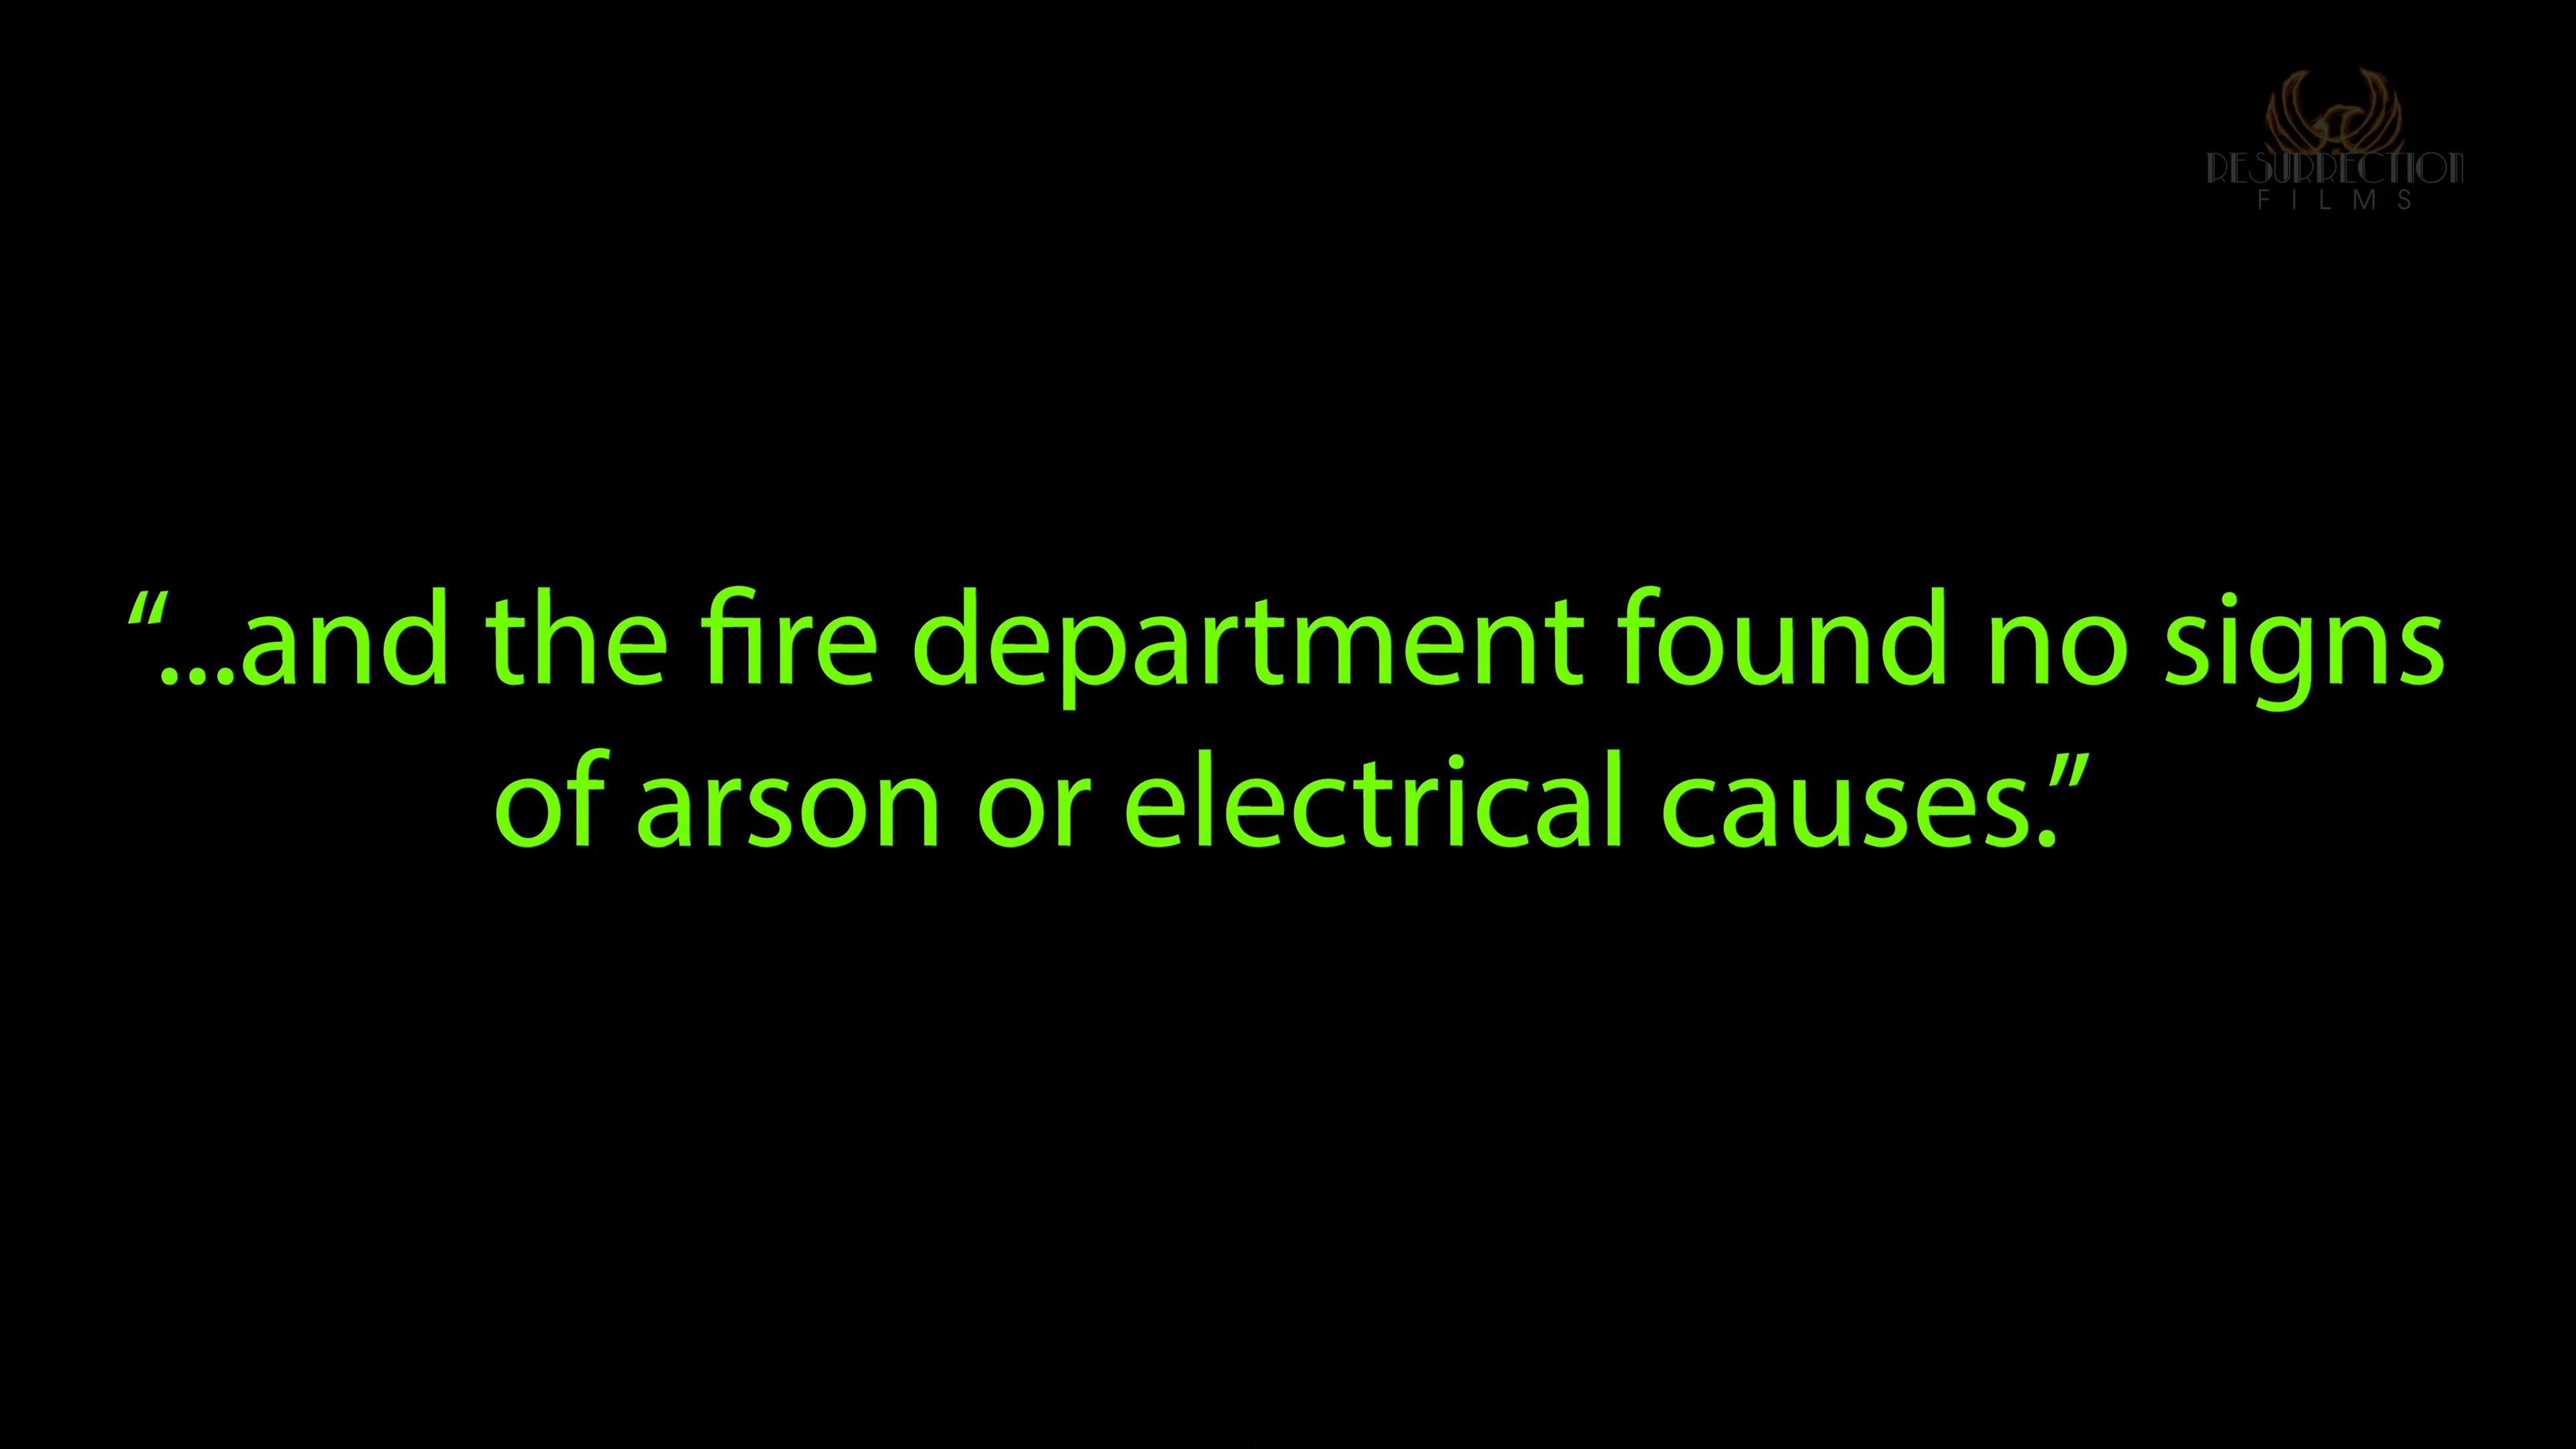 RESURRECTION
FILMS
“...and the fire department found no signs
of arson or electrical causes.”